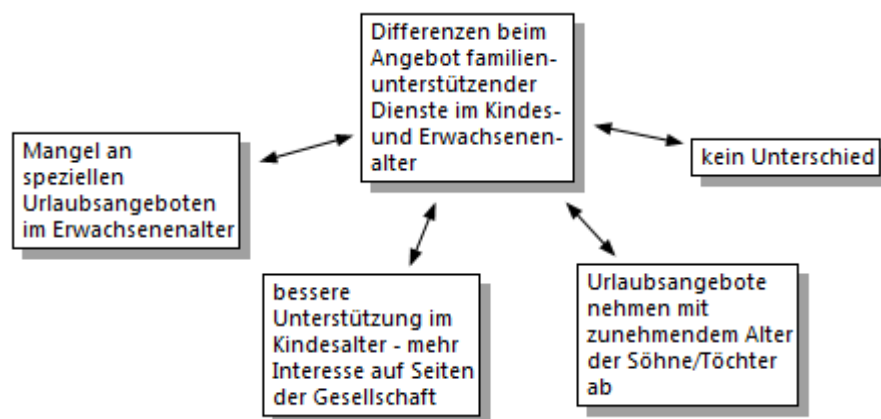 Differenzen beim
Angebot familien-
unterstützender
Dienste im Kindes-
und Erwachsenen-
alter
Mangel an
speziellen
Urlaubsangeboten
im Erwachsenenalter
kein Unterschied
bessere
Unterstützung im
Kindesalter - mehr
Interesse auf Seiten
der Gesellschaft
Urlaubsangebote
nehmen mit
zunehmendem Alter
der Söhne/Töchter
ab